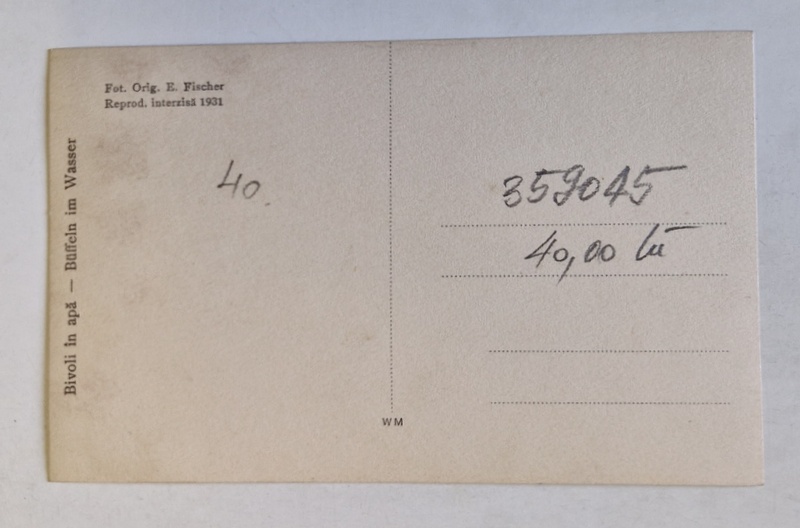 Fot. Orig. E. Fischer
Reprod. interzisă 1931
Bivoli în apă — Büffeln im Wasser
40.
359045
40,00 lei
WM